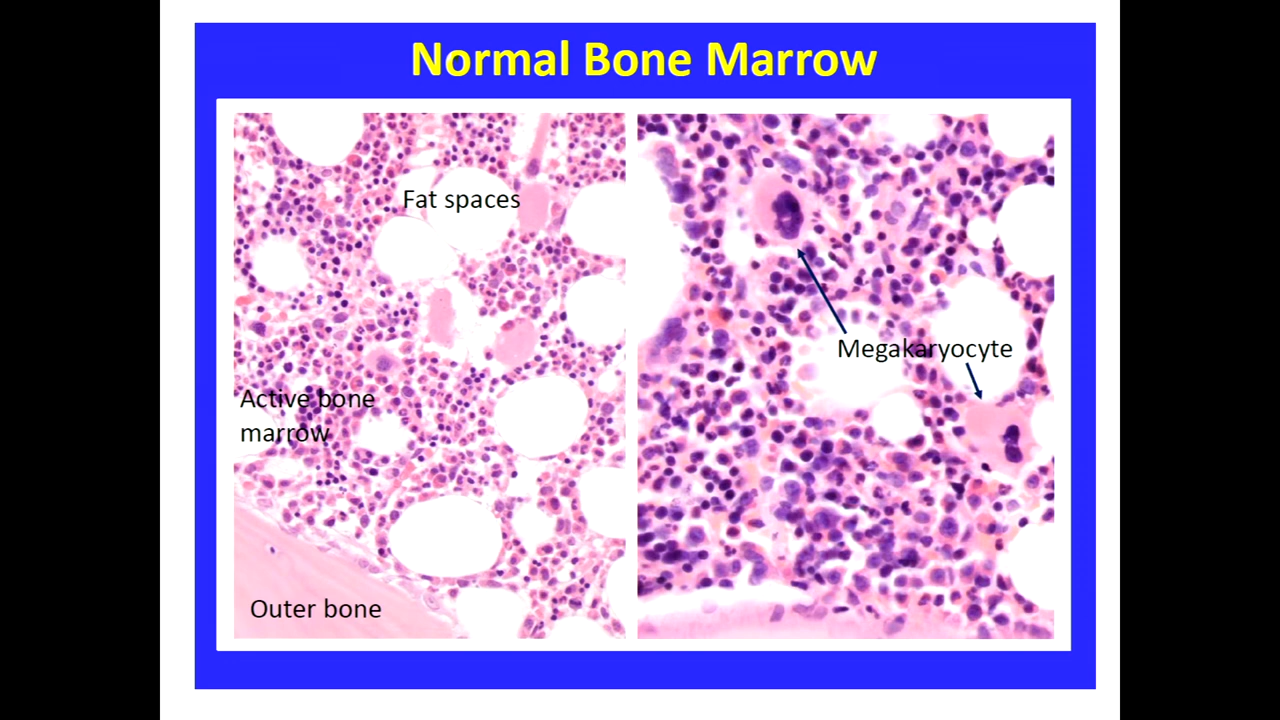 Normal Bone Marrow
Fat spaces
Active bone
marrow
Outer bone
Megakaryocyte